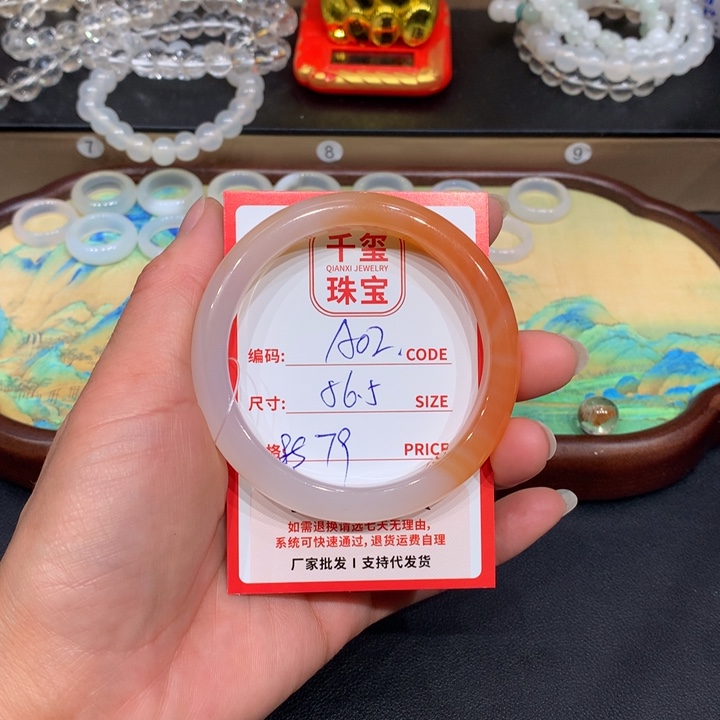 7
8
9
千玺
QIANXI JEWELRY
珠宝
编码: A02. CODE
尺寸: 56.5 SIZE
格 79 PRICE
如需退换请选七天无理由,
系统可快速通过,退货运费自理
厂家批发 I 支持代发货